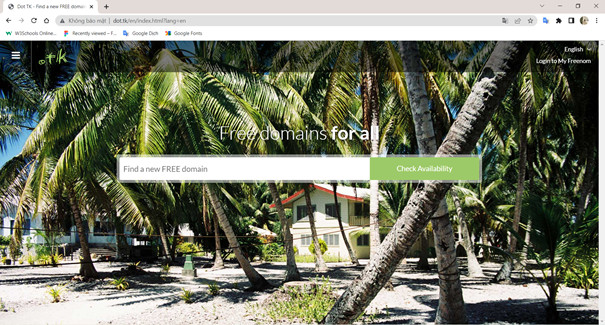 Dot TK - Find a new FREE dom
Không bảo mật | dot.tk/en/index.html?lang=en
W3Schools Online... Recently viewed – F... Google Dịch Google Fonts
English
.tk
Login to My Freenom
Free domains for all
Find a new FREE domain
Check Availability